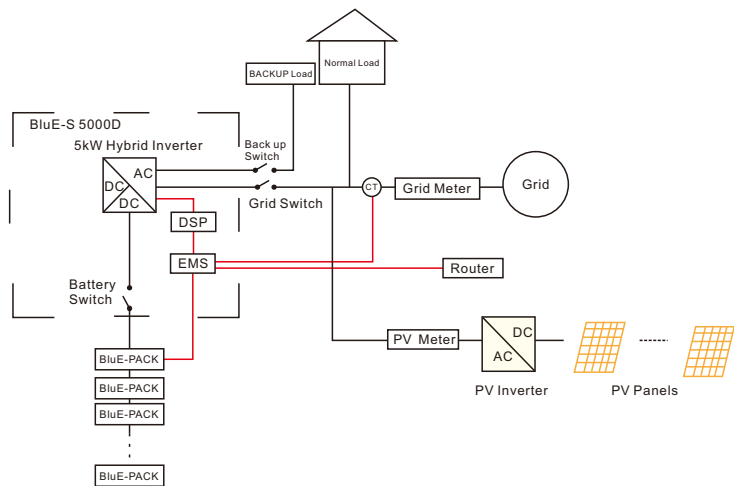 Normal Load
BACKUP Load
BluE-S 5000D
5kW Hybrid Inverter
Back up
Switch
AC
DC
DC
CT
Grid Meter
Grid
Grid Switch
DSP
EMS
Router
Battery
Switch
PV Meter
DC
AC
BluE-PACK
PV Inverter
PV Panels
BluE-PACK
BluE-PACK
BluE-PACK